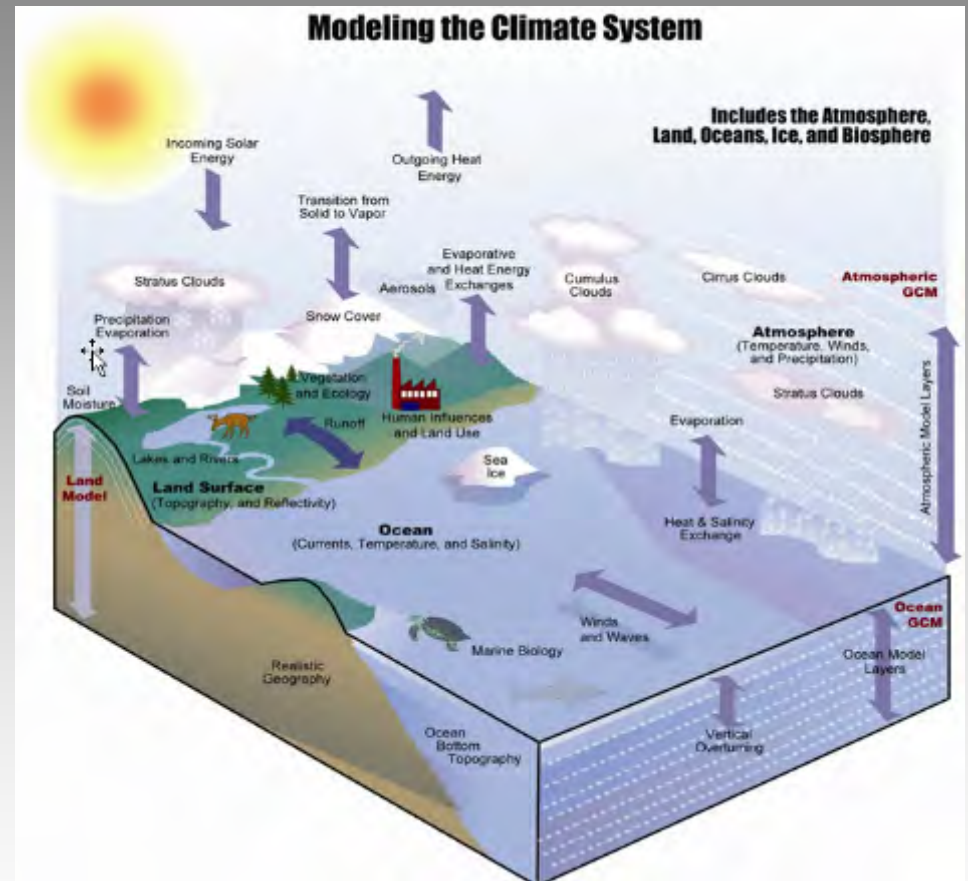 Modeling the Climate System
Includes the Atmosphere,
Land, Oceans, Ice, and Biosphere
Incoming Solar
Energy
Outgoing Heat
Energy
Transition from
Solid to Vapor
Evaporative
and Heat Energy
Exchanges
Stratus Clouds
Aerosols
Cumulus
Clouds
Cirrus Clouds
Atmospheric
GCM
Precipitation
Evaporation
Snow Cover
Atmosphere
(Temperature, Winds,
and Precipitation)
Soil
Moisture
Vegetation
and Ecology
Stratus Clouds
Human Influences
and Land Use
Runoff
Evaporation
Atmospheric Model Layers
Lakes and Rivers
Sea
Ice
Land
Model
Land Surface
(Topography, and Reflectivity)
Heat & Salinity
Exchange
Ocean
(Currents, Temperature, and Salinity)
Ocean
GCM
Winds
and Waves
Marine Biology
Ocean Model
Layers
Realistic
Geography
Ocean
Bottom
Topography
Vertical
Overturning